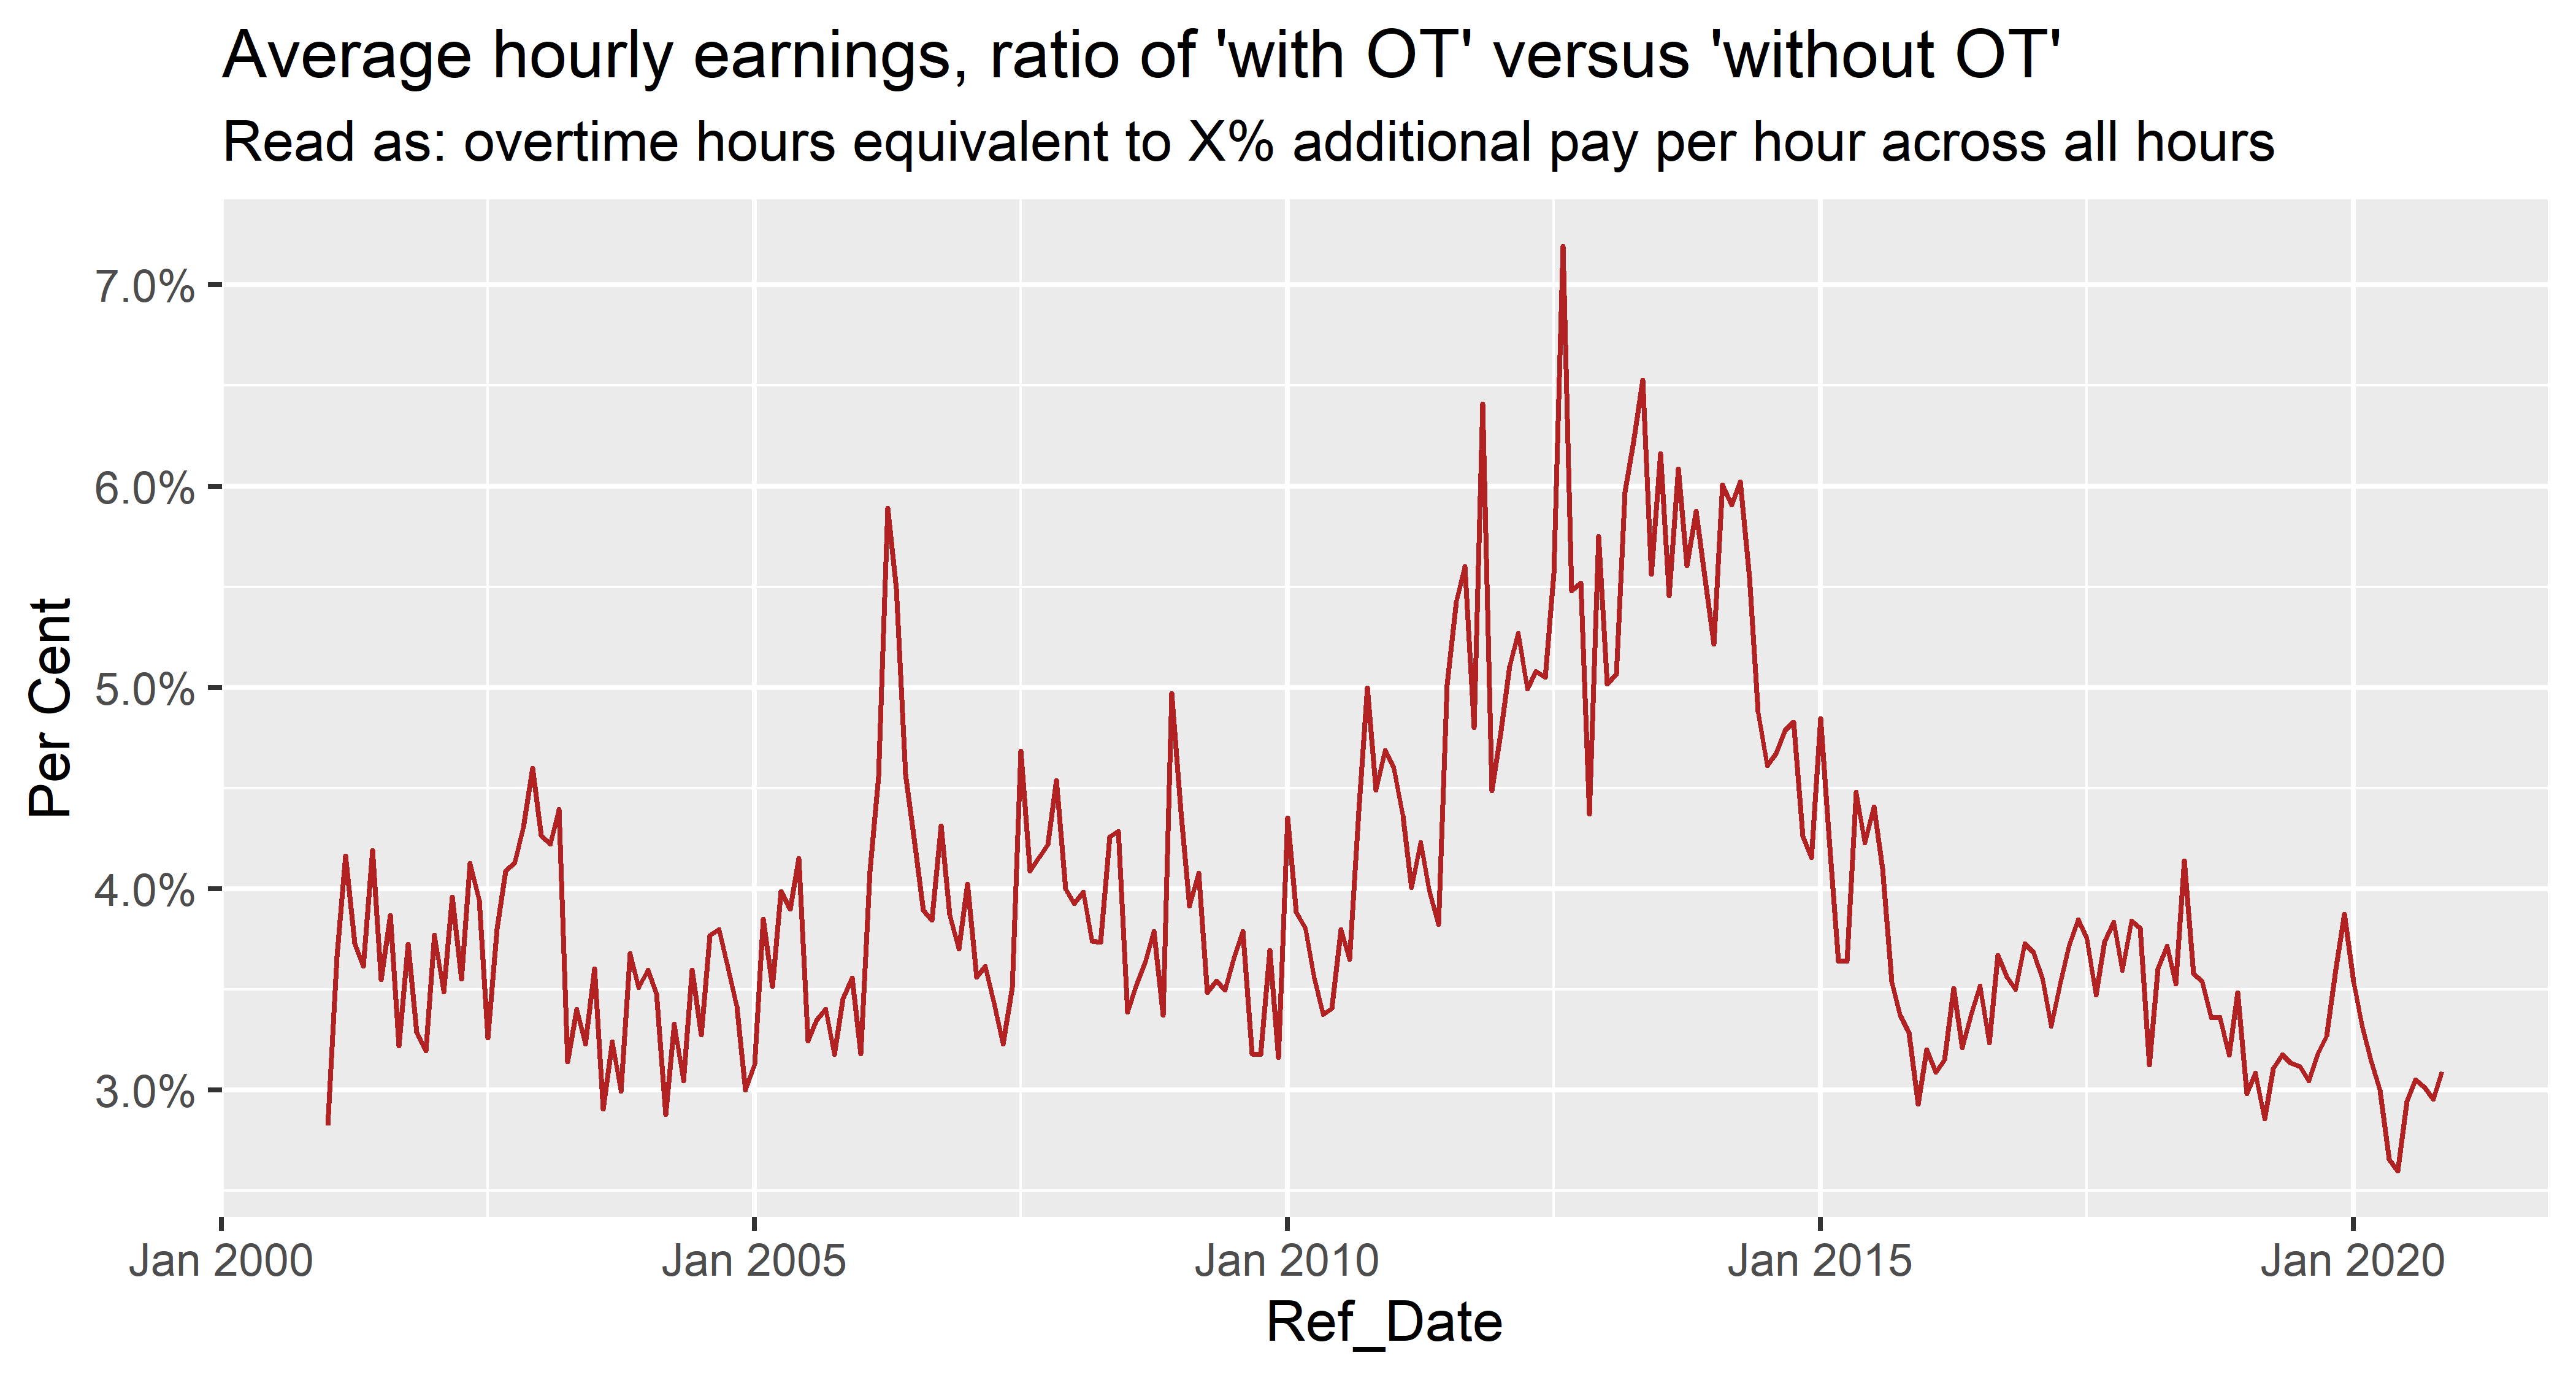 Average hourly earnings, ratio of 'with OT' versus 'without OT'
Read as: overtime hours equivalent to X% additional pay per hour across all hours
Per Cent
7.0%
6.0%
5.0%
4.0%
3.0%
Jan 2000 Jan 2005 Jan 2010 Jan 2015 Jan 2020
Ref_Date